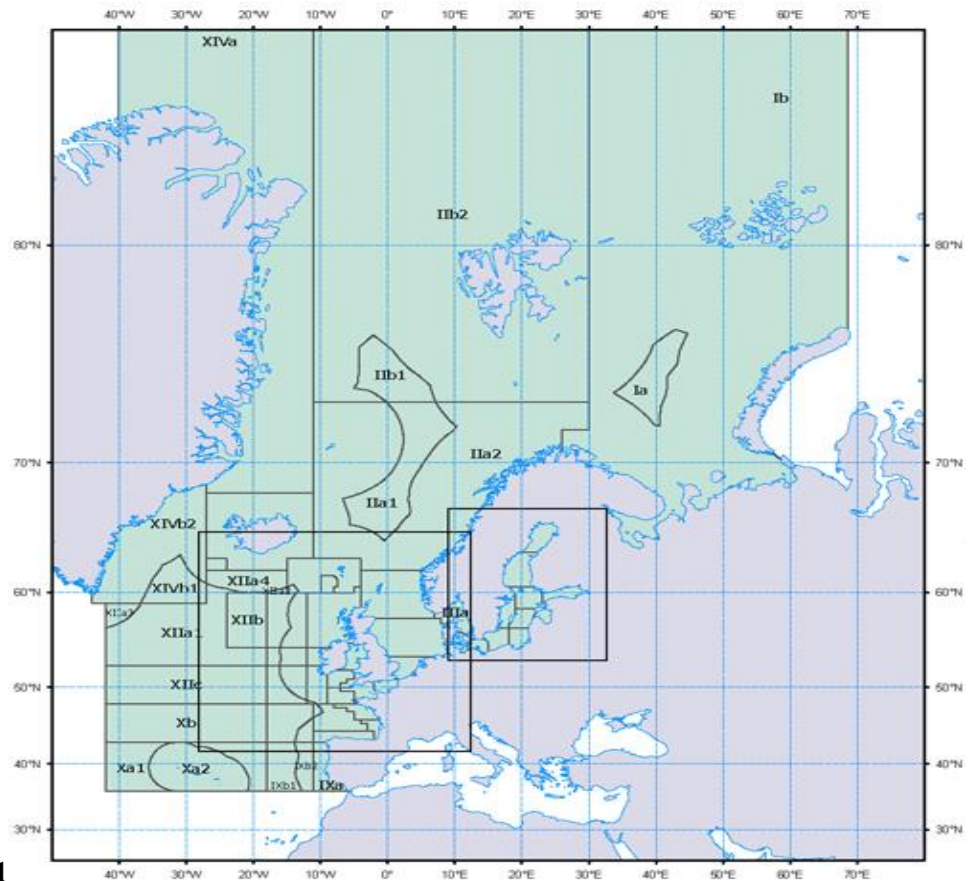 40°W 30°W 20°W 10°W 0°E 10°E 20°E 30°E 40°E 50°E 60°E 70°E
XIVa
Ib
IIb2
80°N 80°N
IIb1
Ia
70°N IIa2 70°N
IIa1
XIVb2
XIIa4
60°N XIVb1 60°N
XIIb IIIa
XIIa1
50°N XIIc 50°N
Xb
40°N Xa1 Xa2 IXb2 40°N
IXb1 IXa
30°N 30°N
40°W 30°W 20°W 10°W 0°E 10°E 20°E 30°E 40°E 50°E 60°E 70°E